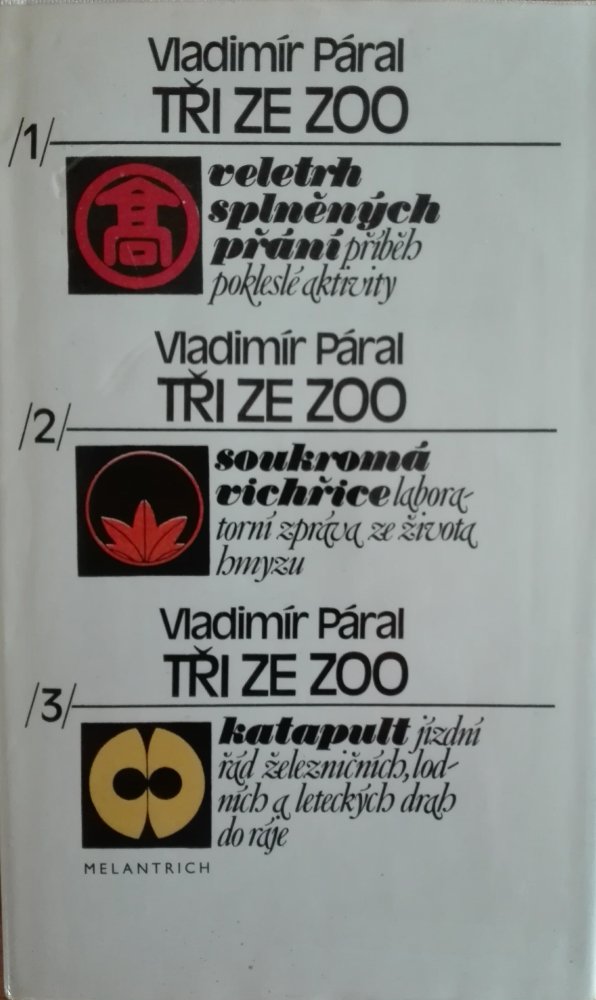 Vladimír Páral
TŘI ZE ZOO
/1/
髙
veletrh
splněných
přání příběh
pokleslé aktivity
Vladimír Páral
TŘI ZE ZOO
/2/
soukromá
vichřice labora-
torní zpráva ze života
hmyzu
Vladimír Páral
TŘI ZE ZOO
/3/
katapult jízdní
řád železničních, lod-
ních a leteckých drah
do ráje
MELANTRICH